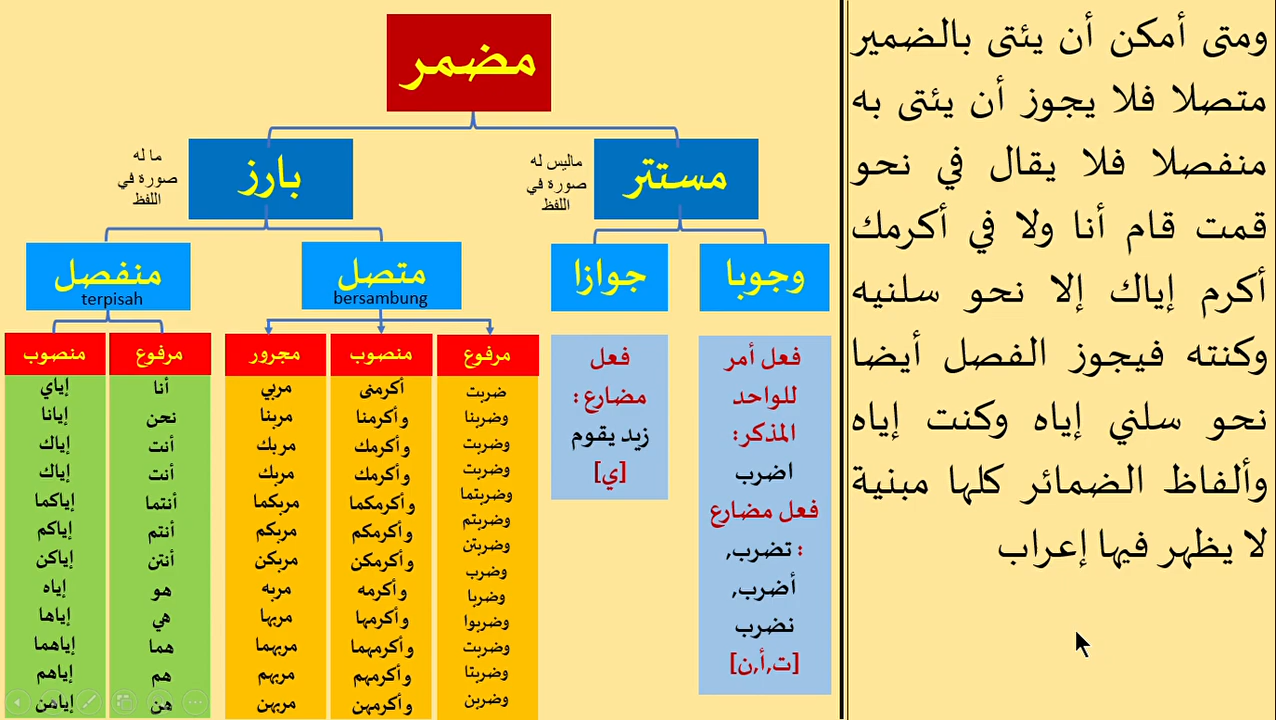 مضمر
ومتى أمكن أن يئتى بالضمير
متصلا فلا يجوز أن يئتى به
منفصلا فلا يقال في نحو
قمت قام أنا ولا في أكرمك
أكرم إياك إلا نحو سلنيه
وكنته فيجوز الفصل أيضا
نحو سلني إياه وكنت إياه
وألفاظ الضمائر كلها مبنية
لا يظهر فيها إعراب
مستتر
ماليس له
صورة في
اللفظ
بارز
ما له
صورة في
اللفظ
وجوبا
جوازا
متصل
bersambung
منفصل
terpisah
فعل أمر
للواحد
المذكر:
اضرب
فعل مضارع
: تضرب,
أضرب,
نضرب
[ت,أ,ن]
فعل
مضارع :
زيد يقوم
[ي]
مرفوع
ضربت
وضربنا
وضربت
وضربت
وضربتما
وضربتم
وضربتن
وضرب
وضربا
وضربوا
وضربت
وضربتا
وضربن
منصوب
أكرمنى
وأكرمنا
وأكرمك
وأكرمك
وأكرمكما
وأكرمكم
وأكرمكن
وأكرمه
وأكرمها
وأكرمهما
وأكرمهم
وأكرمهن
مجرور
مربي
مربنا
مربك
مربك
مربكما
مربكم
مربكن
مربه
مربها
مربهما
مربهم
مربهن
مرفوع
أنا
نحن
أنت
أنت
أنتما
أنتم
أنتن
هو
هي
هما
هم
هن
منصوب
إياي
إيانا
إياك
إياك
إياكما
إياكم
إياكن
إياه
إياها
إياهما
إياهم
إياهن